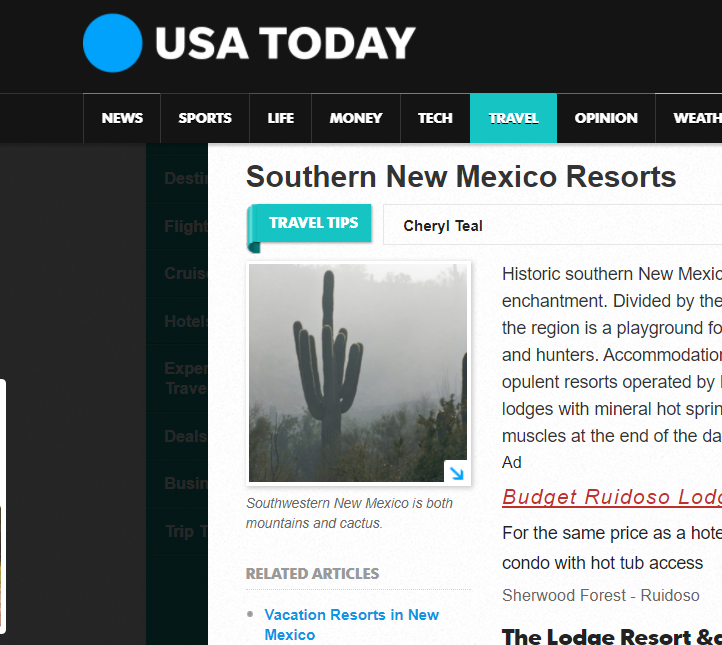 USA TODAY
NEWS SPORTS LIFE MONEY TECH TRAVEL OPINION WEATH
Desti
Flight
Cruis
Hotels
Exper
Trave
Deals
Busin
Trip T
Southern New Mexico Resorts
TRAVEL TIPS
Cheryl Teal
Southwestern New Mexico is both
mountains and cactus.
RELATED ARTICLES
Vacation Resorts in New
Mexico
Historic southern New Mexic
enchantment. Divided by the
the region is a playground fo
and hunters. Accommodation
opulent resorts operated by
lodges with mineral hot sprin
muscles at the end of the da
Ad
Budget Ruidoso Lodg
For the same price as a hote
condo with hot tub access
Sherwood Forest - Ruidoso
The Lodge Resort &